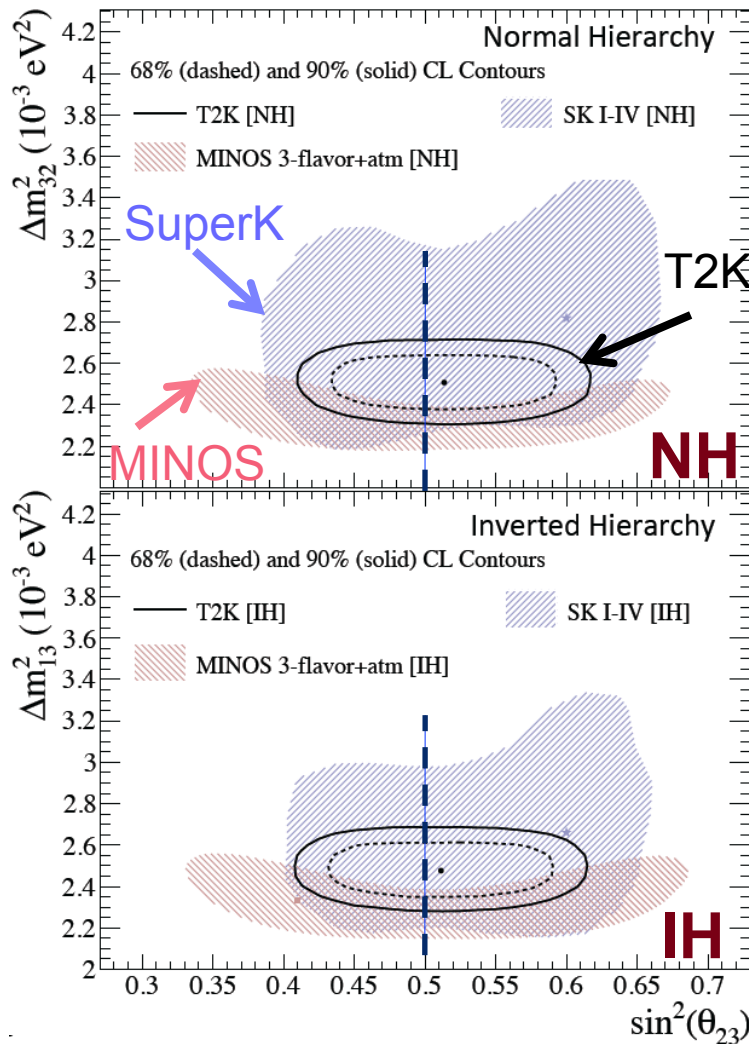 Normal Hierarchy
68% (dashed) and 90% (solid) CL Contours
T2K [NH]
SK I-IV [NH]
MINOS 3-flavor+atm [NH]
SuperK
T2K
MINOS
NH
Δm²₃₂ (10⁻³ eV²)
4.2
4
3.8
3.6
3.4
3.2
3
2.8
2.6
2.4
2.2
Inverted Hierarchy
68% (dashed) and 90% (solid) CL Contours
T2K [IH]
SK I-IV [IH]
MINOS 3-flavor+atm [IH]
IH
Δm²₁₃ (10⁻³ eV²)
4.2
4
3.8
3.6
3.4
3.2
3
2.8
2.6
2.4
2.2
2
0.3 0.35 0.4 0.45 0.5 0.55 0.6 0.65 0.7
sin²(θ₂₃)